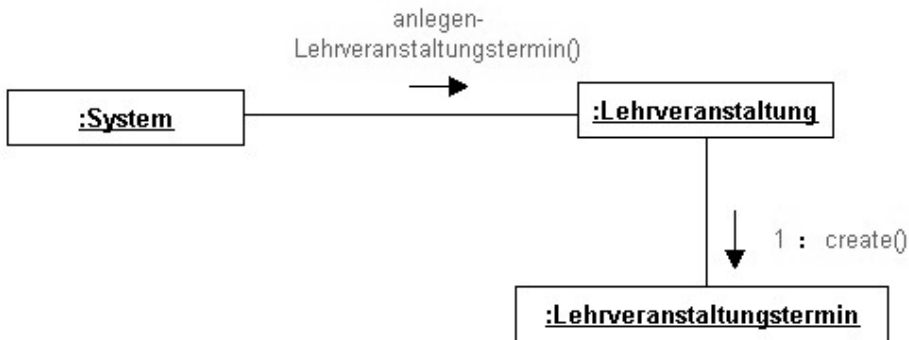 anlegen-
Lehrveranstaltungstermin()
:System
:Lehrveranstaltung
1 : create()
:Lehrveranstaltungstermin